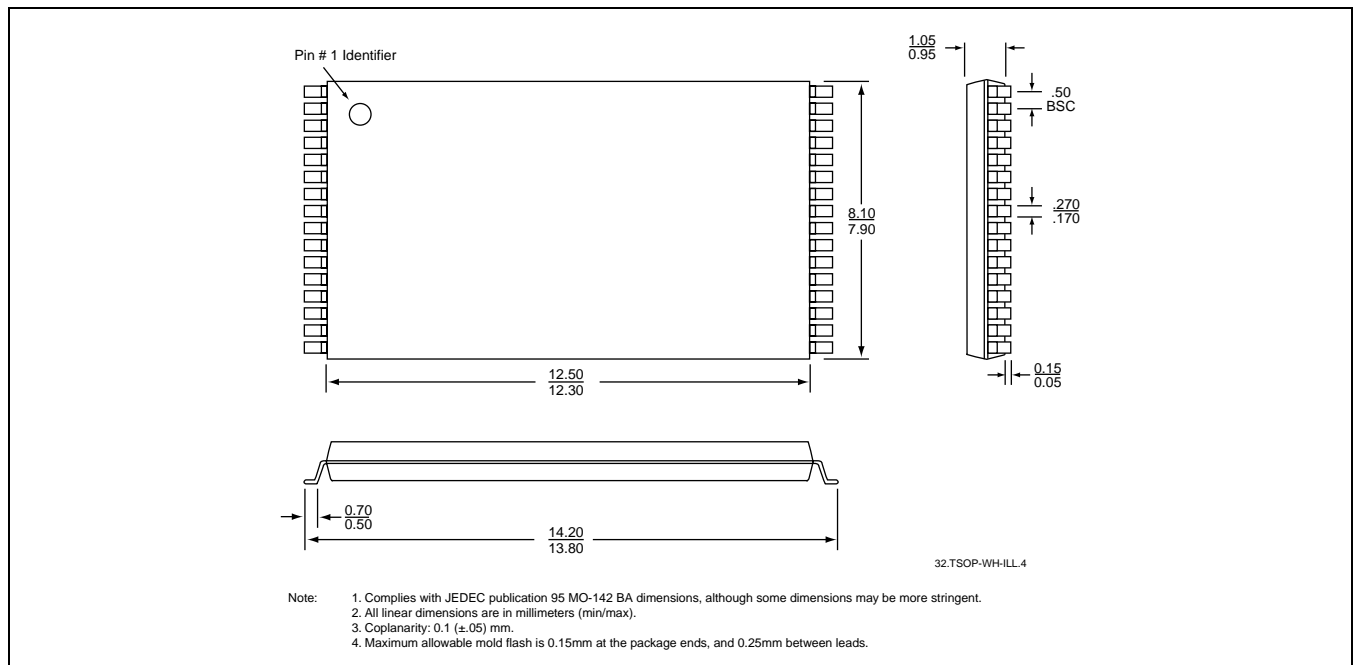 Pin # 1 Identifier
1.05
0.95
.50
BSC
8.10
7.90
.270
.170
12.50
12.30
0.15
0.05
0.70
0.50
14.20
13.80
32.TSOP-WH-ILL.4
Note: 1. Complies with JEDEC publication 95 MO-142 BA dimensions, although some dimensions may be more stringent.
2. All linear dimensions are in millimeters (min/max).
3. Coplanarity: 0.1 (±.05) mm.
4. Maximum allowable mold flash is 0.15mm at the package ends, and 0.25mm between leads.